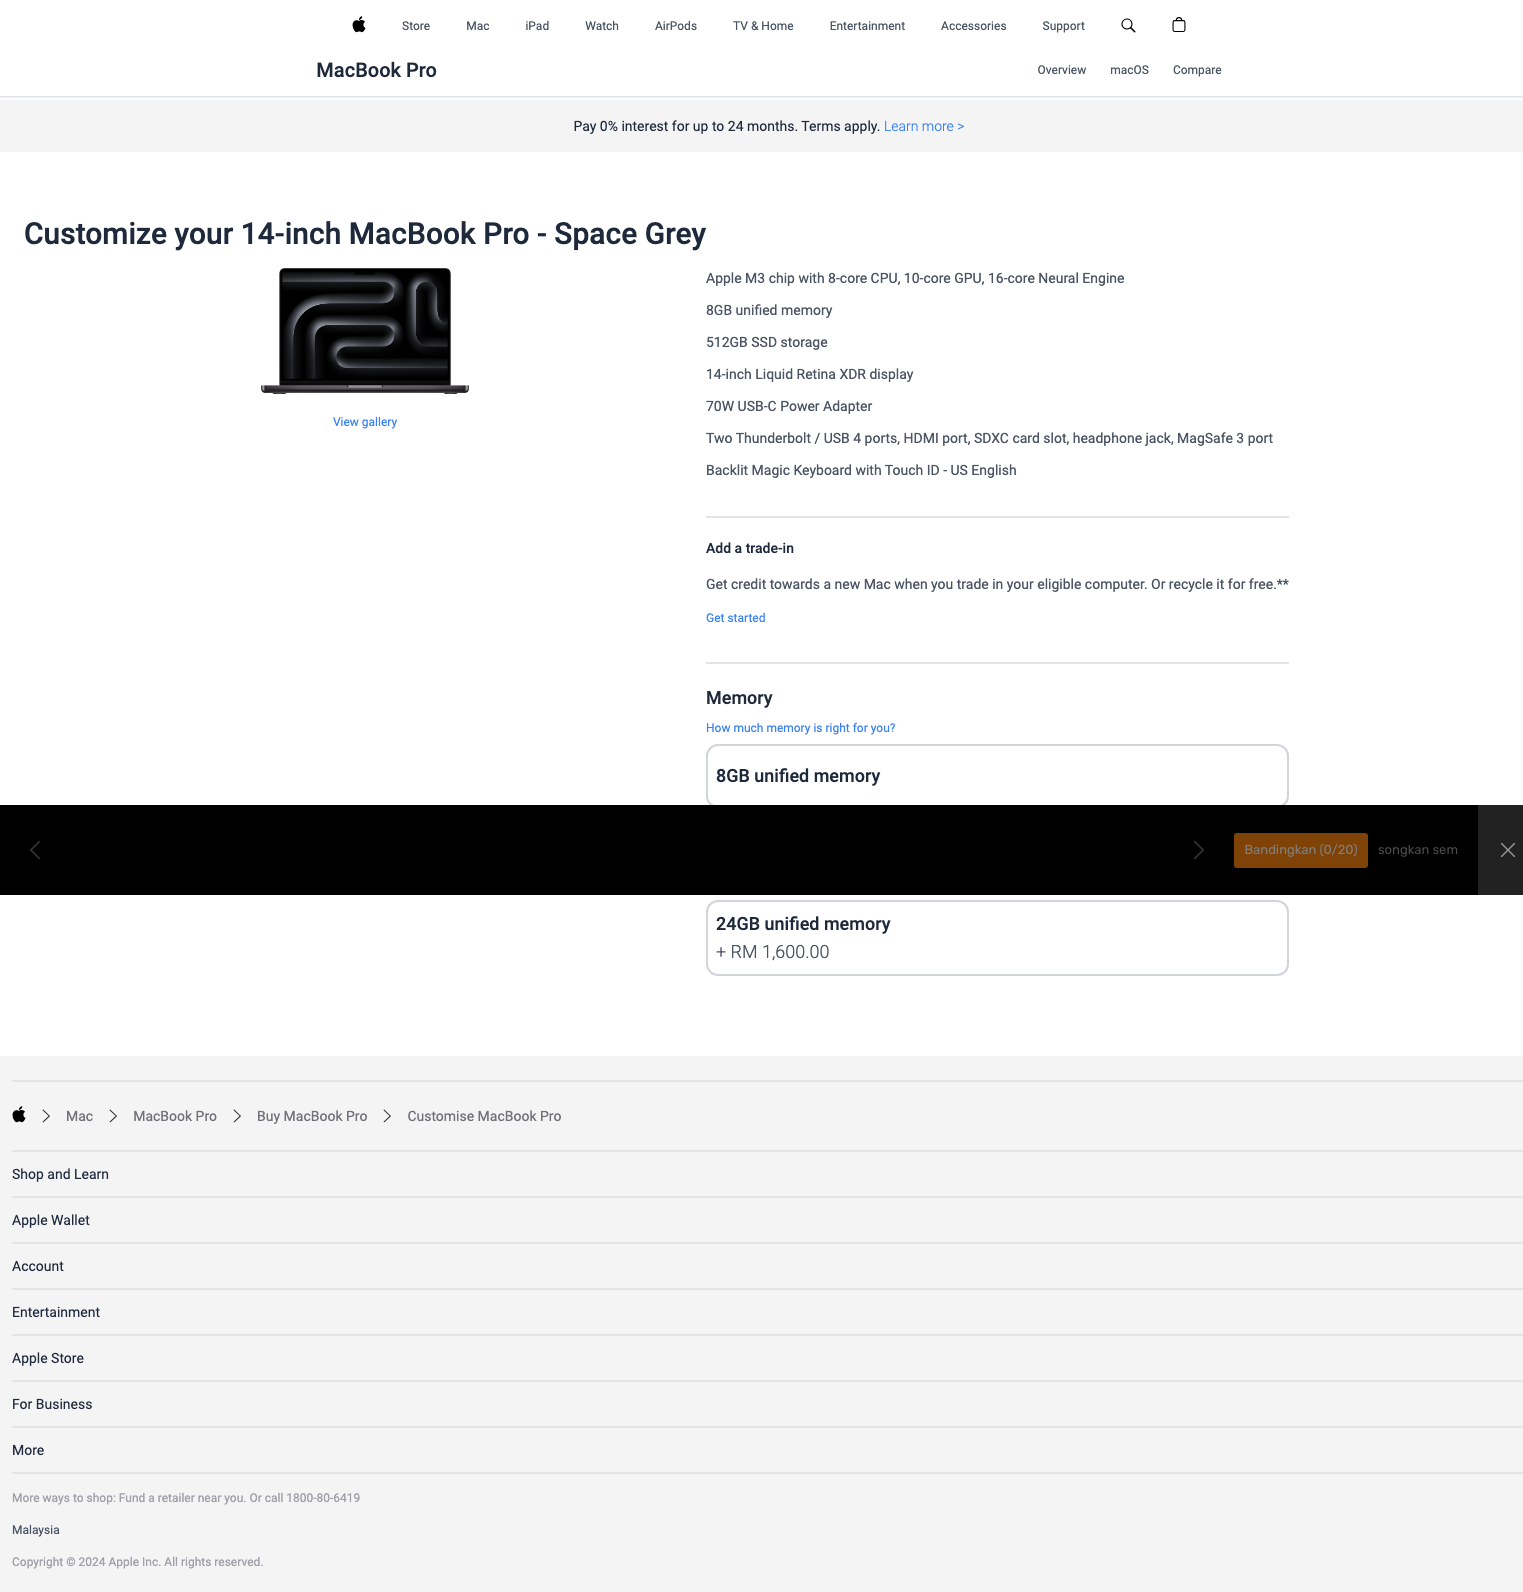 Store Mac iPad Watch AirPods TV & Home Entertainment Accessories Support
MacBook Pro
Overview macOS Compare
Pay 0% interest for up to 24 months. Terms apply. Learn more >
Customize your 14-inch MacBook Pro - Space Grey
View gallery
Apple M3 chip with 8-core CPU, 10-core GPU, 16-core Neural Engine
8GB unified memory
512GB SSD storage
14-inch Liquid Retina XDR display
70W USB-C Power Adapter
Two Thunderbolt / USB 4 ports, HDMI port, SDXC card slot, headphone jack, MagSafe 3 port
Backlit Magic Keyboard with Touch ID - US English
Add a trade-in
Get credit towards a new Mac when you trade in your eligible computer. Or recycle it for free.**
Get started
Memory
How much memory is right for you?
8GB unified memory
Bandingkan (0/20) songkan sem
24GB unified memory
+ RM 1,600.00
Mac MacBook Pro Buy MacBook Pro Customise MacBook Pro
Shop and Learn
Apple Wallet
Account
Entertainment
Apple Store
For Business
More
More ways to shop: Fund a retailer near you. Or call 1800-80-6419
Malaysia
Copyright © 2024 Apple Inc. All rights reserved.